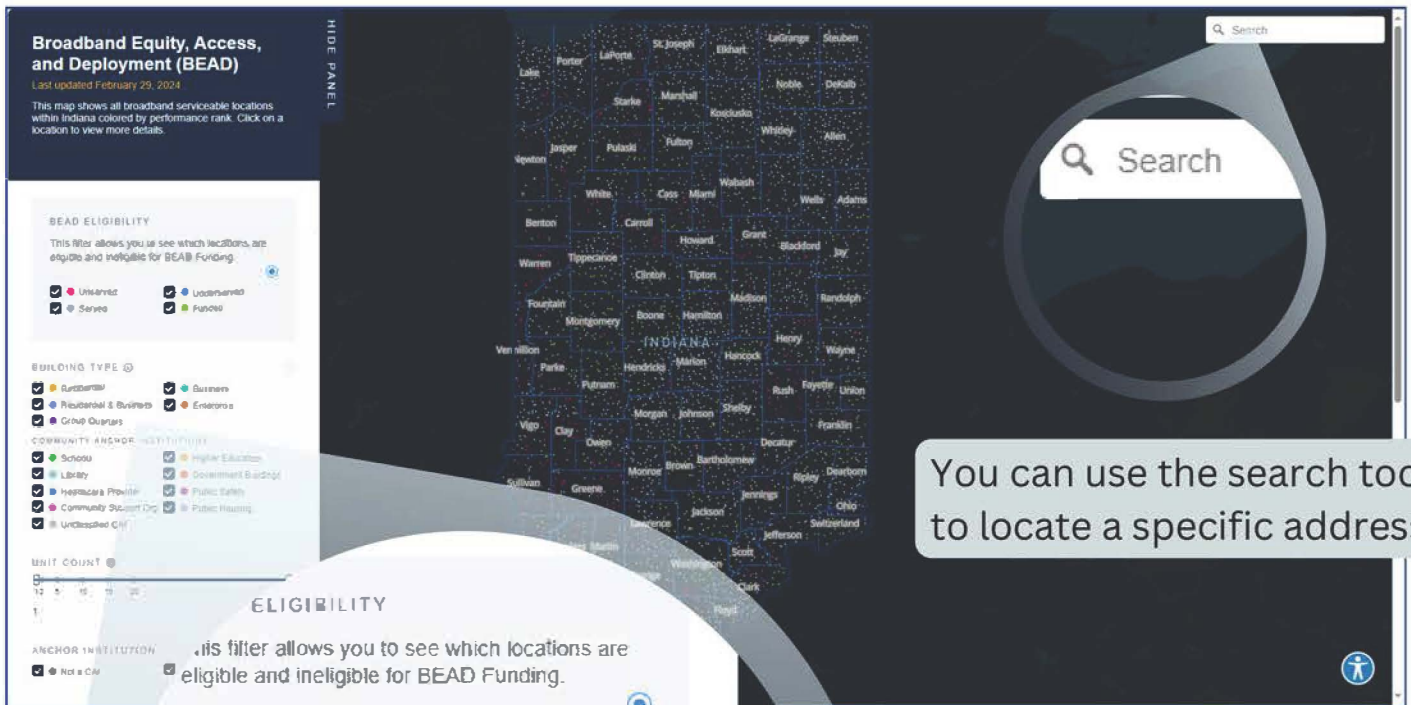 Broadband Equity, Access,
and Deployment (BEAD)
Last updated February 29, 2024
This map shows all broadband serviceable locations
within Indiana colored by performance rank. Click on a
location to view more details.
HIDE PANEL
Search
BEAD ELIGIBILITY
This filter allows you to see which locations are
eligible and ineligible for BEAD Funding.
Unserved Underserved
Served Funded
BUILDING TYPE
Residential Business
Residential & Business Enterprise
Group Quarters
COMMUNITY ANCHOR INSTITUTIONS
Schools Higher Education
Library Government Buildings
Healthcare Provider Public Safety
Community Support Org Public Housing
Unclassified CAI
UNIT COUNT
ANCHOR INSTITUTION
Not a CAI
LaGrange Steuben
St. Joseph Elkhart
Porter LaPorte
Lake Noble DeKalb
Starke Marshall
Kosciusko
Whitley Allen
Newton Jasper Pulaski Fulton
White Cass Miami Wabash
Wells Adams
Benton Carroll
Howard Grant Blackford Jay
Warren Tippecanoe
Clinton Tipton
Fountain Madison Randolph
Montgomery Boone Hamilton
INDIANA Henry
Parke Hendricks Marion Hancock Wayne
Putnam Rush Fayette Union
Morgan Johnson Shelby
Vigo Clay Owen Franklin
Decatur
Monroe Brown Bartholomew
Ripley Dearborn
Sullivan Greene Jennings
Jackson Ohio
Lawrence Jefferson Switzerland
Martin Scott
Washington
Clark
Floyd
Search
You can use the search too
to locate a specific addres
ELIGIBILITY
his filter allows you to see which locations are
eligible and ineligible for BEAD Funding.